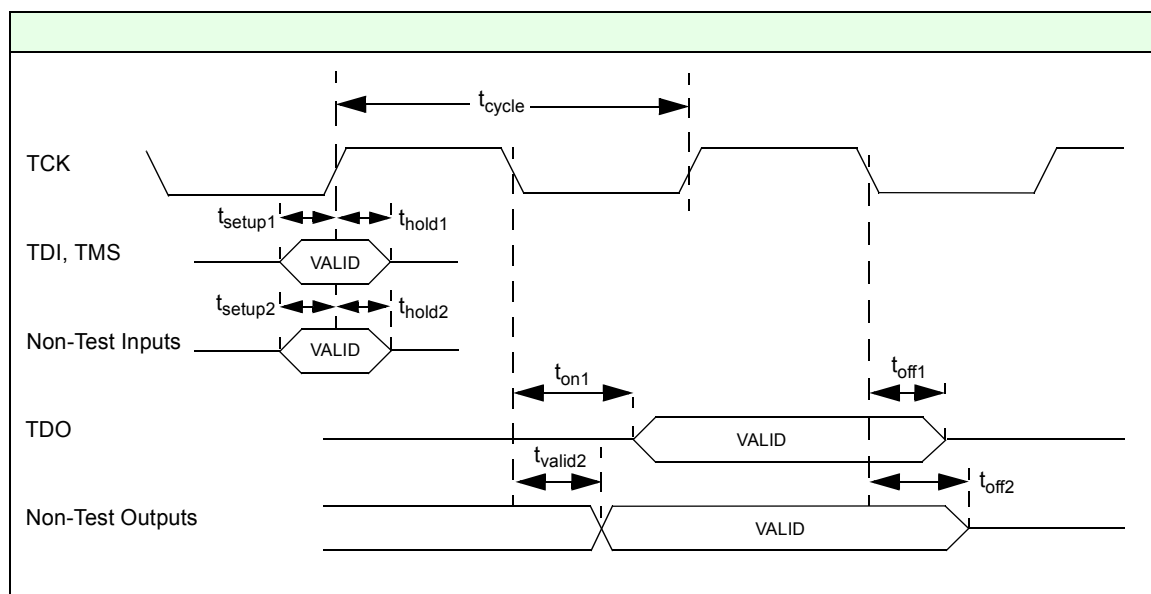 tcycle
TCK
tsetup1
thold1
TDI, TMS
VALID
tsetup2
thold2
Non-Test Inputs
VALID
ton1
toff1
TDO
VALID
tvalid2
toff2
Non-Test Outputs
VALID